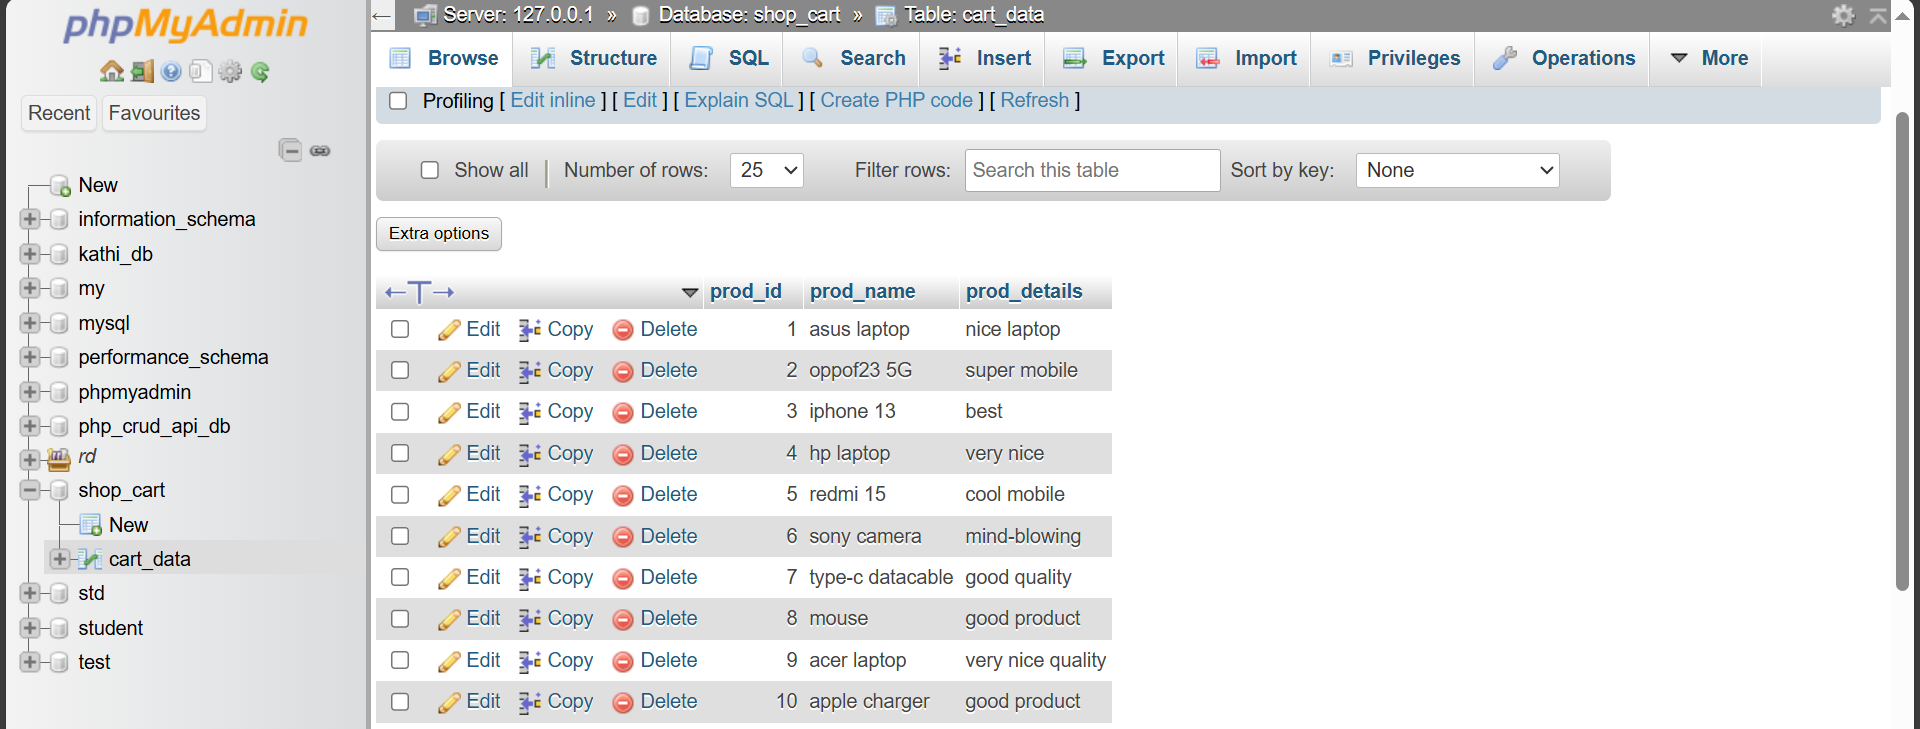 phpMyAdmin
Recent Favourites
New
information_schema
kathi_db
my
mysql
performance_schema
phpmyadmin
php_crud_api_db
rd
shop_cart
New
cart_data
std
student
test
Server: 127.0.0.1 » Database: shop_cart » Table: cart_data
Browse Structure SQL Search Insert Export Import Privileges Operations More
Profiling [ Edit inline ] [ Edit ] [ Explain SQL ] [ Create PHP code ] [ Refresh ]
Show all | Number of rows: 25 Filter rows: Search this table Sort by key: None
Extra options
←T→ prod_id prod_name prod_details
Edit Copy Delete 1 asus laptop nice laptop
Edit Copy Delete 2 oppof23 5G super mobile
Edit Copy Delete 3 iphone 13 best
Edit Copy Delete 4 hp laptop very nice
Edit Copy Delete 5 redmi 15 cool mobile
Edit Copy Delete 6 sony camera mind-blowing
Edit Copy Delete 7 type-c datacable good quality
Edit Copy Delete 8 mouse good product
Edit Copy Delete 9 acer laptop very nice quality
Edit Copy Delete 10 apple charger good product